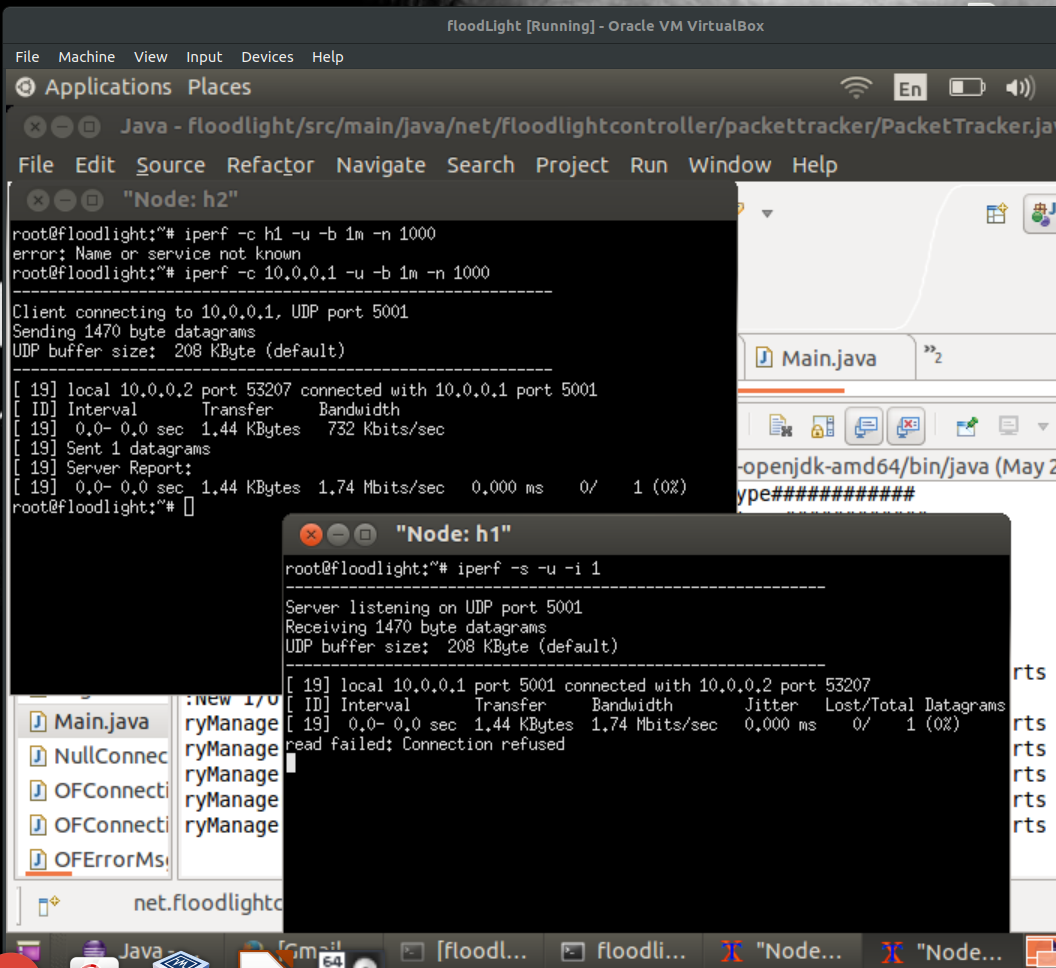 floodLight [Running] - Oracle VM VirtualBox
File Machine View Input Devices Help
Applications Places En
Java - floodlight/src/main/java/net/floodlightcontroller/packettracker/PacketTracker.jav
File Edit Source Refactor Navigate Search Project Run Window Help
"Node: h2"
root@floodlight:~# iperf -c h1 -u -b 1m -n 1000
error: Name or service not known
root@floodlight:~# iperf -c 10.0.0.1 -u -b 1m -n 1000
------------------------------------------------------------
Client connecting to 10.0.0.1, UDP port 5001
Sending 1470 byte datagrams
UDP buffer size:  208 KByte (default)
------------------------------------------------------------
[ 19] local 10.0.0.2 port 53207 connected with 10.0.0.1 port 5001
[ ID] Interval       Transfer     Bandwidth
[ 19]  0.0- 0.0 sec  1.44 KBytes   732 Kbits/sec
[ 19] Sent 1 datagrams
[ 19] Server Report:
[ 19]  0.0- 0.0 sec  1.44 KBytes  1.74 Mbits/sec   0.000 ms    0/    1 (0%)
root@floodlight:~#
Main.java
»2
-openjdk-amd64/bin/java (May 2
ype############
"Node: h1"
root@floodlight:~# iperf -s -u -i 1
------------------------------------------------------------
Server listening on UDP port 5001
Receiving 1470 byte datagrams
UDP buffer size:  208 KByte (default)
------------------------------------------------------------
[ 19] local 10.0.0.1 port 5001 connected with 10.0.0.2 port 53207
[ ID] Interval       Transfer     Bandwidth        Jitter   Lost/Total Datagrams
[ 19]  0.0- 0.0 sec  1.44 KBytes  1.74 Mbits/sec   0.000 ms    0/    1 (0%)
read failed: Connection refused
Main.java
NullConnec
OFConnecti
OFConnecti
OFErrorMs
:New I/O
ryManage
ryManage
ryManage
ryManage
ryManage
rts
rts
rts
rts
rts
rts
net.floodlightc
Java -
[Gmail
[floodl...
floodli...
"Node...
"Node...
64